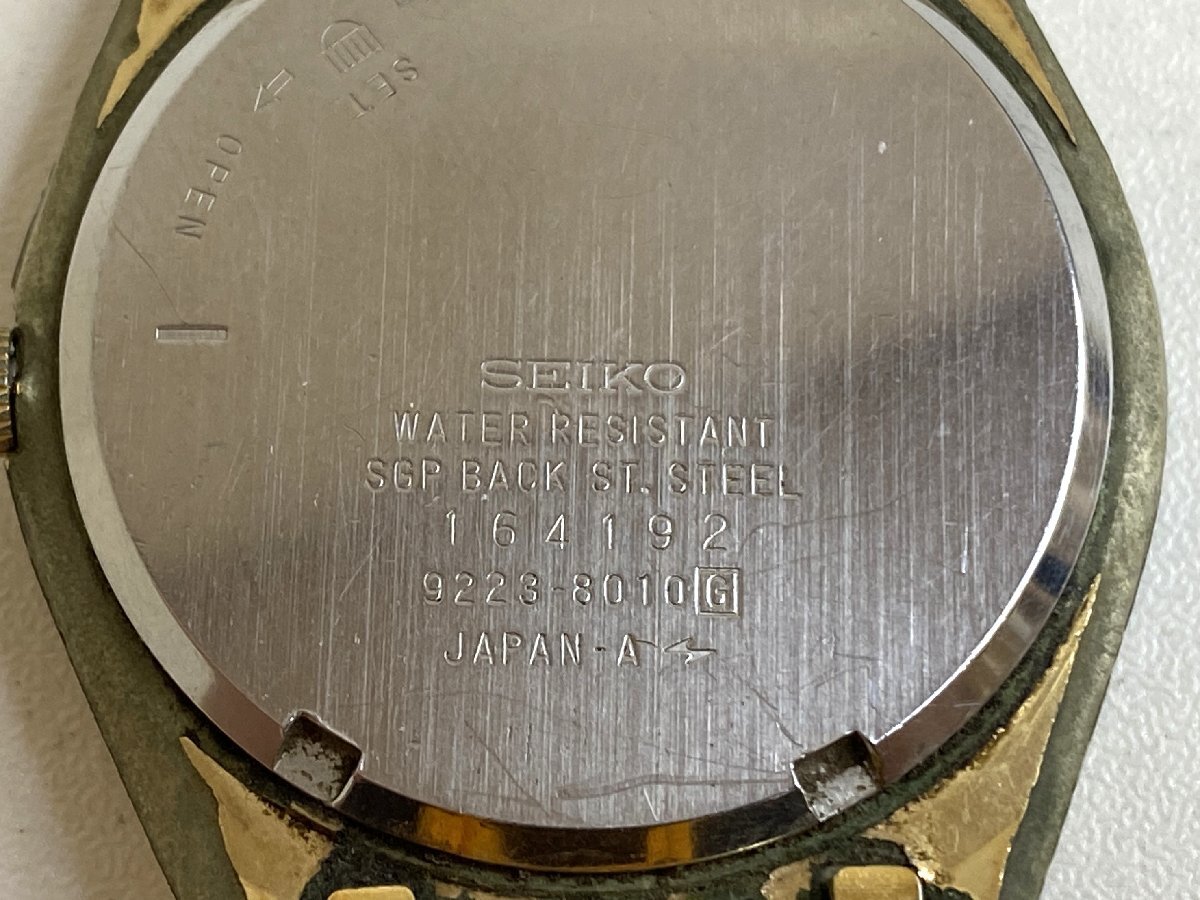 SET
OPEN
SEIKO
WATER RESISTANT
SGP BACK ST. STEEL
164192
9223-8010 G
JAPAN-A